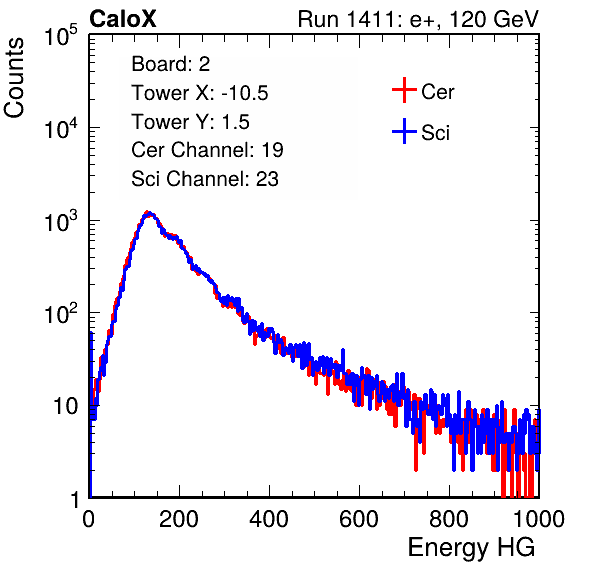 CaloX Run 1411: e+, 120 GeV
Counts
10^5
10^4
10^3
10^2
10
1
Board: 2
Tower X: -10.5
Tower Y: 1.5
Cer Channel: 19
Sci Channel: 23
Cer
Sci
0 200 400 600 800 1000
Energy HG